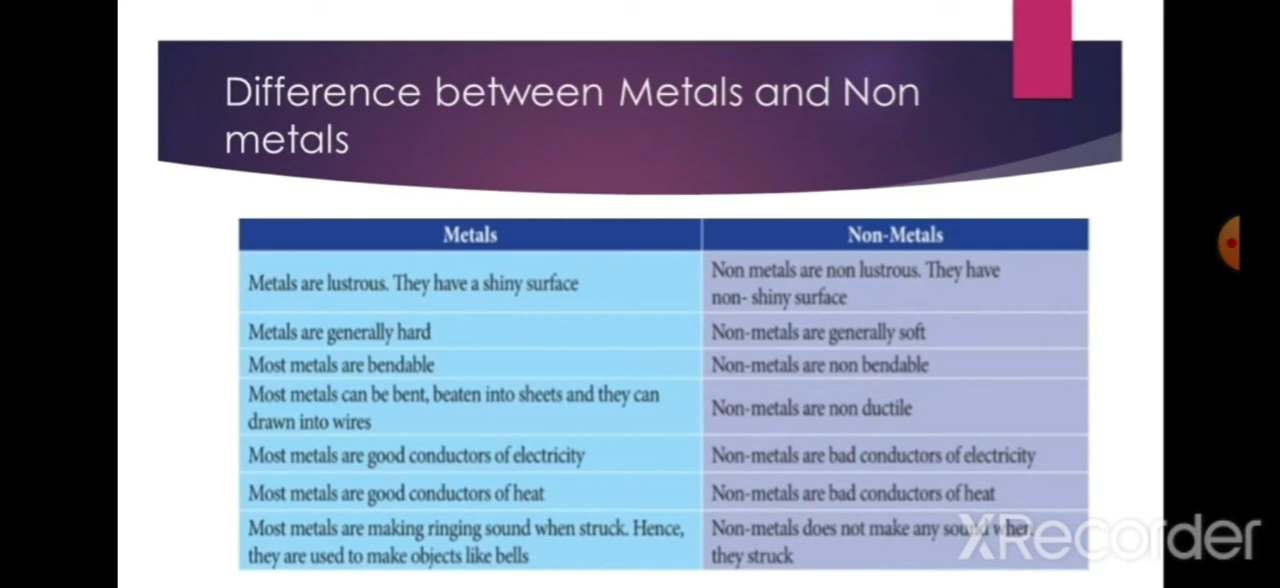 Difference between Metals and Non
metals
Metals
Non-Metals
Metals are lustrous. They have a shiny surface
Non metals are non lustrous. They have
non- shiny surface
Metals are generally hard
Non-metals are generally soft
Most metals are bendable
Non-metals are non bendable
Most metals can be bent, beaten into sheets and they can
drawn into wires
Non-metals are non ductile
Most metals are good conductors of electricity
Non-metals are bad conductors of electricity
Most metals are good conductors of heat
Non-metals are bad conductors of heat
Most metals are making ringing sound when struck. Hence,
they are used to make objects like bells
Non-metals does not make any sound when
they struck
XRecorder